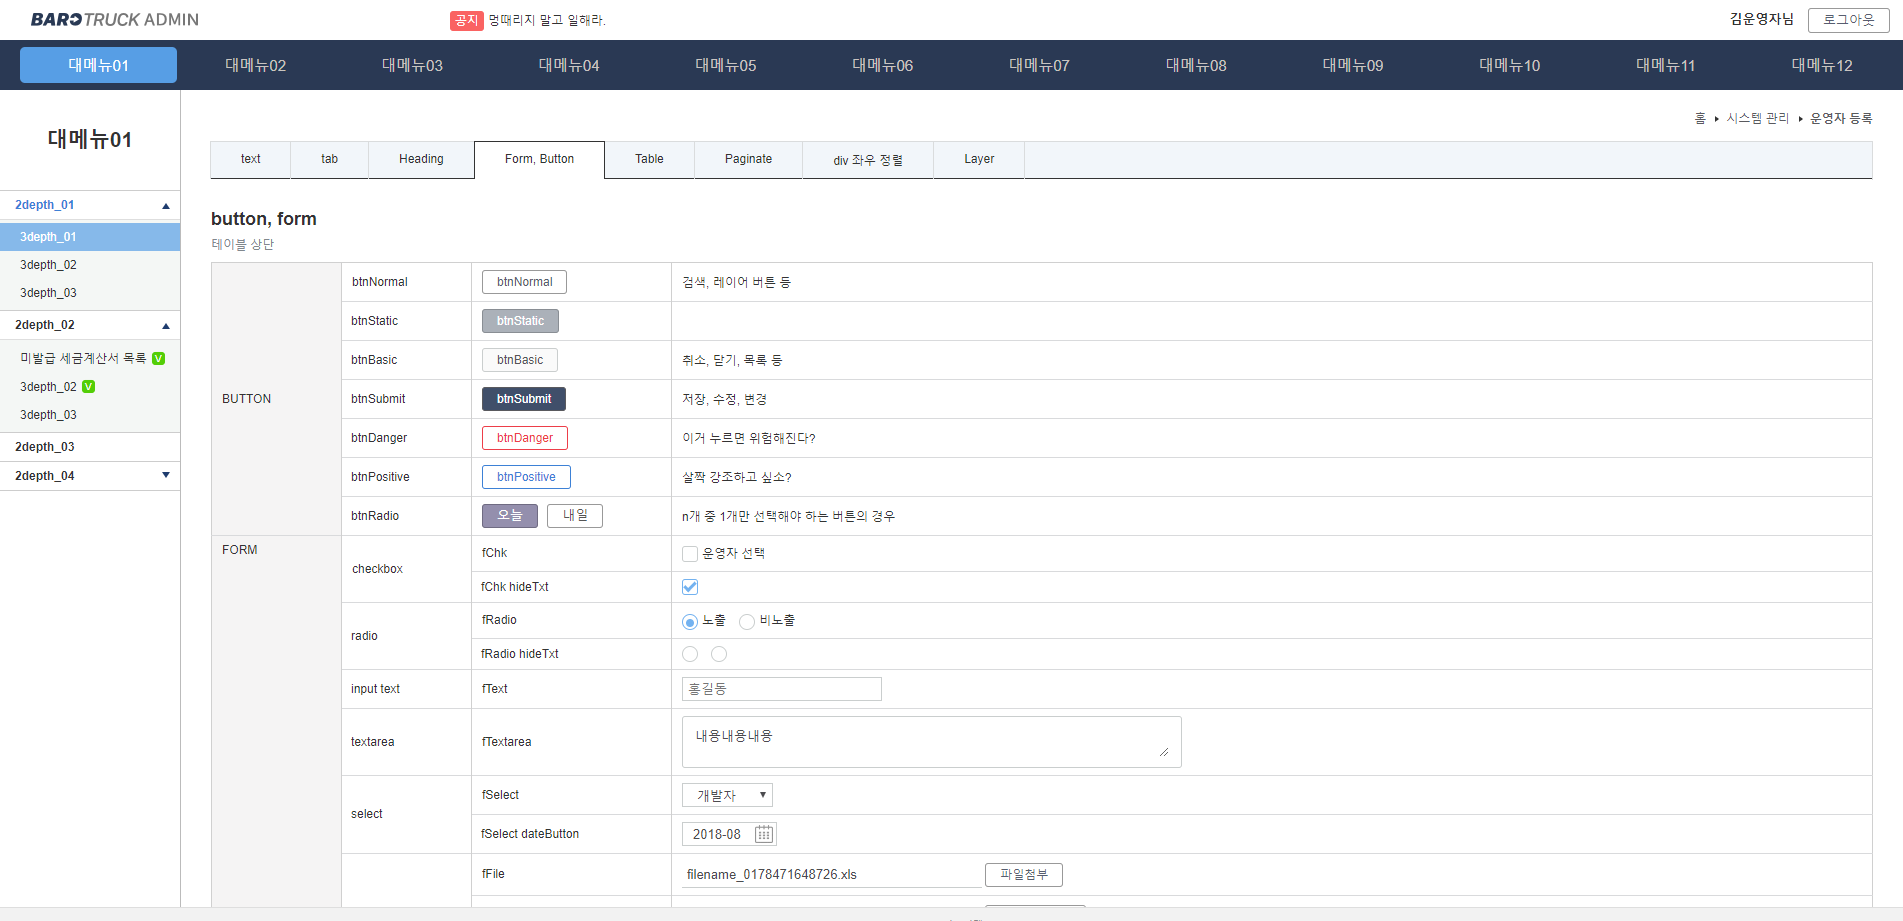 BAROTRUCK ADMIN
공지 멍때리지 말고 일해라.
김운영자님 로그아웃
대메뉴01 대메뉴02 대메뉴03 대메뉴04 대메뉴05 대메뉴06 대메뉴07 대메뉴08 대메뉴09 대메뉴10 대메뉴11 대메뉴12
대메뉴01
2depth_01 ▲
3depth_01
3depth_02
3depth_03
2depth_02 ▲
미발급 세금계산서 목록 V
3depth_02 V
3depth_03
2depth_03
2depth_04 ▼
홈 ▸ 시스템 관리 ▸ 운영자 등록
text tab Heading Form, Button Table Paginate div 좌우 정렬 Layer
button, form
테이블 상단
BUTTON
btnNormal btnNormal 검색, 레이어 버튼 등
btnStatic btnStatic
btnBasic btnBasic 취소, 닫기, 목록 등
btnSubmit btnSubmit 저장, 수정, 변경
btnDanger btnDanger 이거 누르면 위험해진다?
btnPositive btnPositive 살짝 강조하고 싶소?
btnRadio 오늘 내일 n개 중 1개만 선택해야 하는 버튼의 경우
FORM
checkbox
fChk 운영자 선택
fChk hideTxt
radio
fRadio 노출 비노출
fRadio hideTxt
input text fText 홍길동
textarea fTextarea 내용내용내용
select
fSelect 개발자 ▼
fSelect dateButton 2018-08
fFile filename_0178471648726.xls 파일첨부